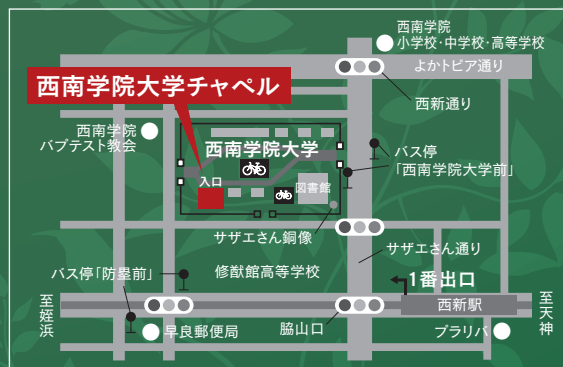 西南学院
小学校・中学校・高等学校
よかトピア通り
西南学院大学チャペル
西新通り
西南学院
バプテスト教会
西南学院大学
バス停
「西南学院大学前」
入口
図書館
サザエさん銅像
サザエさん通り
バス停「防塁前」
修猷館高等学校
1番出口
至姪浜
西新駅
至天神
早良郵便局
脇山口
プラリバ